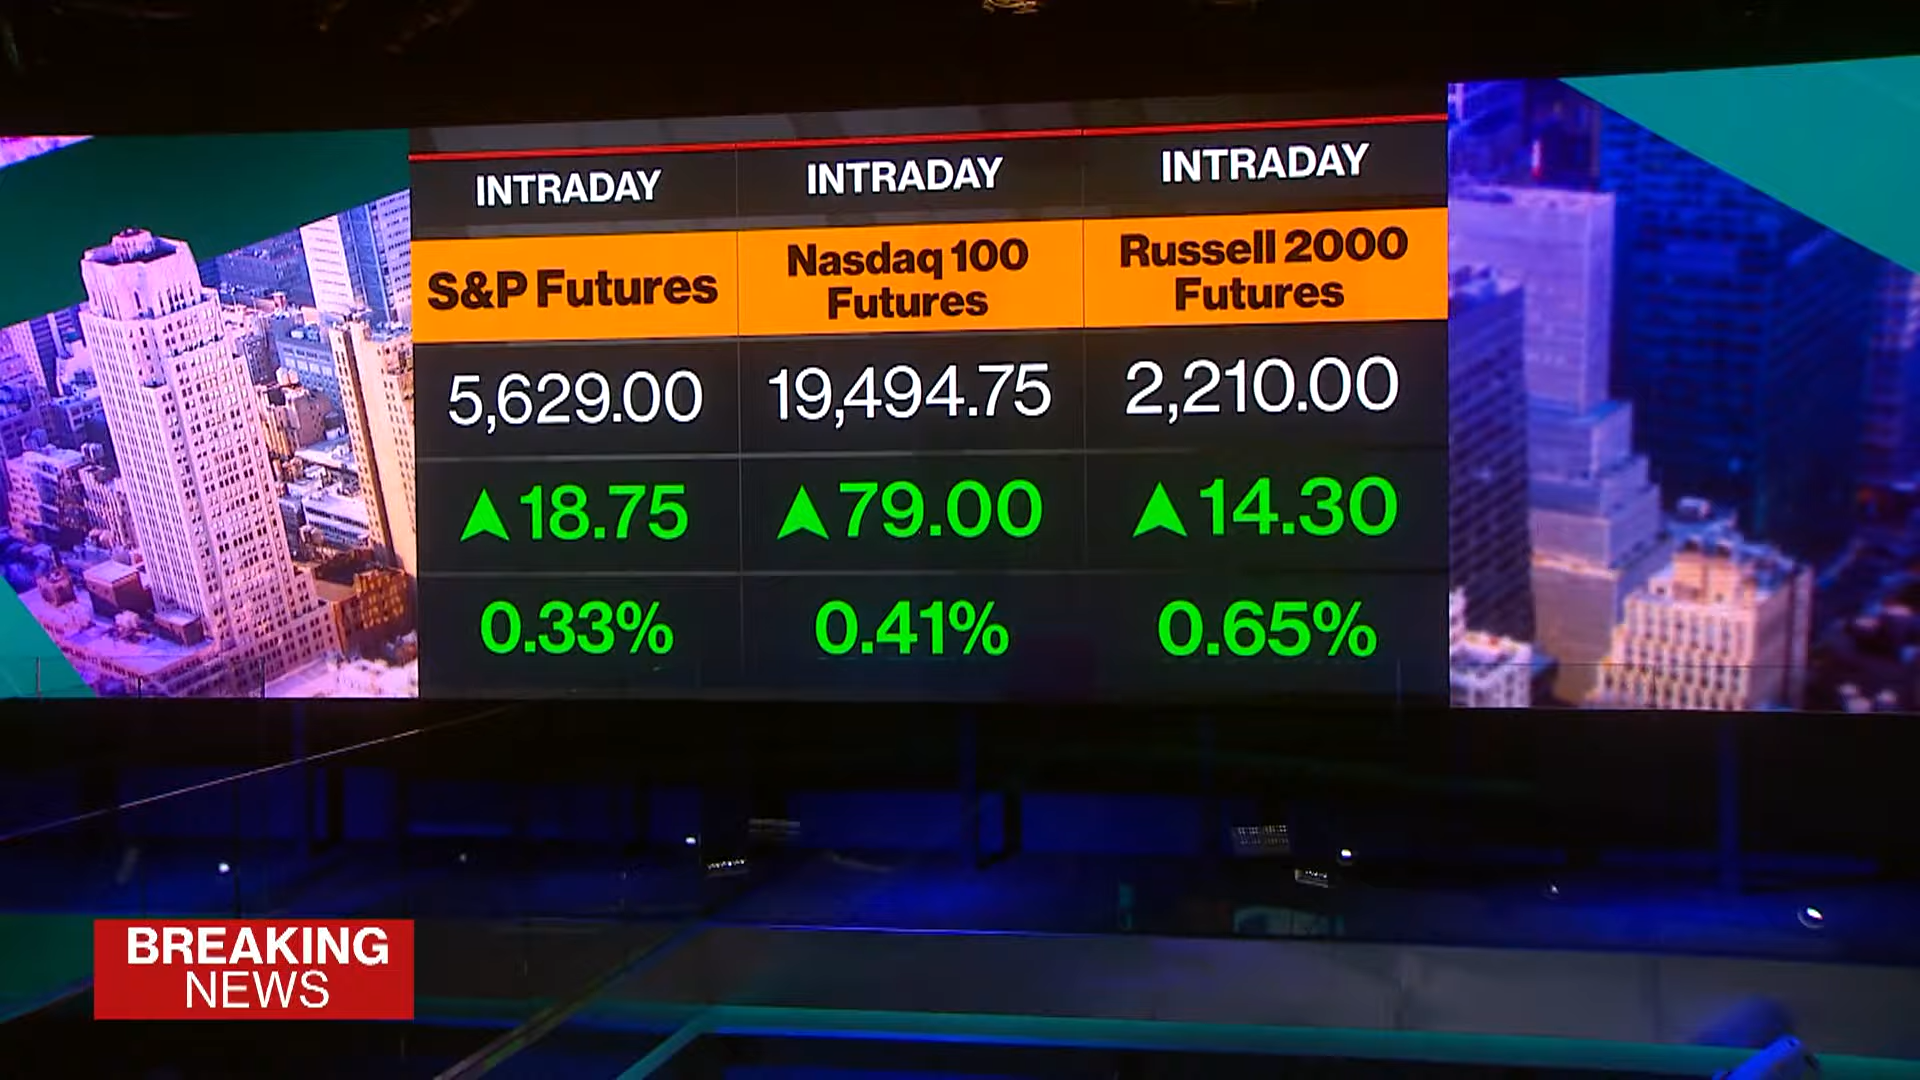 INTRADAY
INTRADAY
INTRADAY
S&P Futures
Nasdaq 100
Futures
Russell 2000
Futures
5,629.00
19,494.75
2,210.00
▲18.75
▲79.00
▲14.30
0.33%
0.41%
0.65%
BREAKING
NEWS